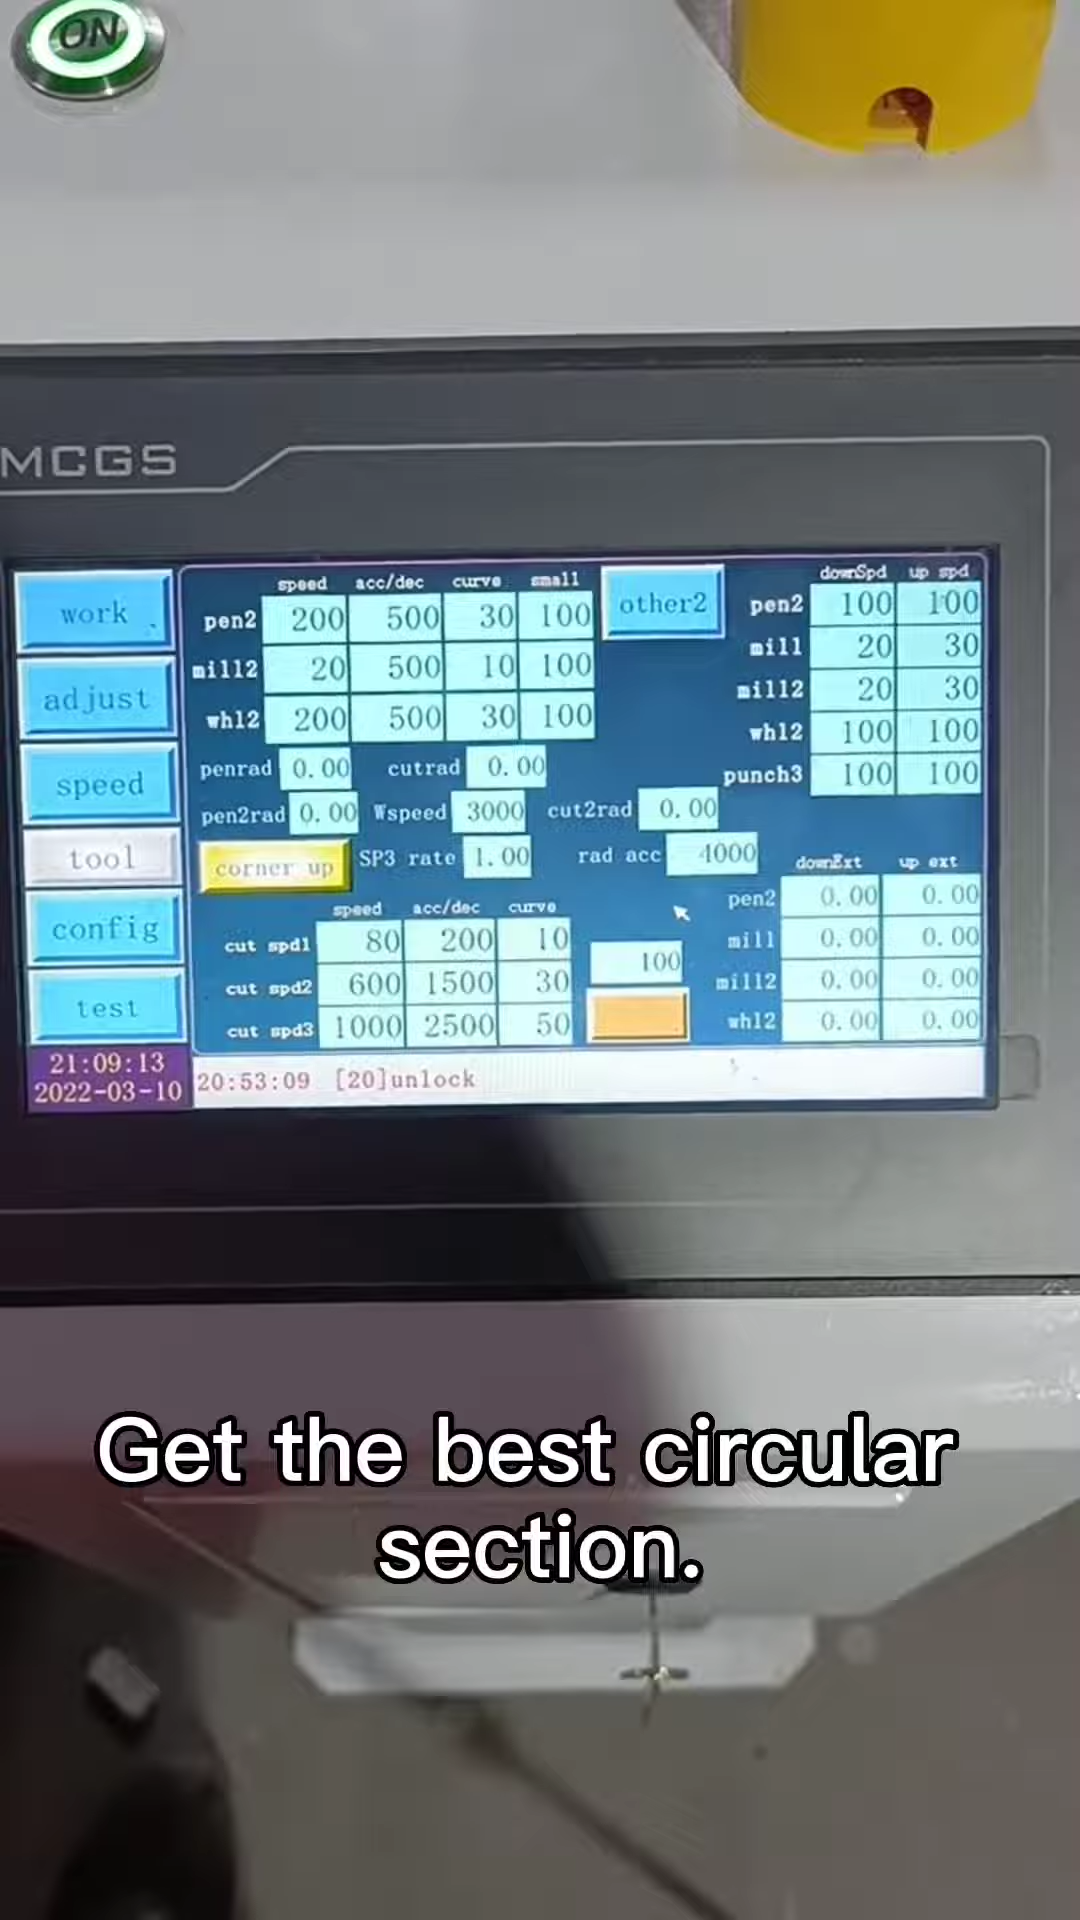 ON
MCGS
work
adjust
speed
tool
config
test
21:09:13
2022-03-10
speed acc/dec curve small
pen2 200 500 30 100
mill2 20 500 10 100
whl2 200 500 30 100
other2
downSpd up spd
pen2 100 100
mill 20 30
mill2 20 30
whl2 100 100
punch3 100 100
penrad 0.00 cutrad 0.00
pen2rad 0.00 Wspeed 3000 cut2rad 0.00
corner up SP3 rate 1.00 rad acc 4000
speed acc/dec curve
cut spd1 80 200 10
cut spd2 600 1500 30
cut spd3 1000 2500 50
100
downExt up ext
pen2 0.00 0.00
mill 0.00 0.00
mill2 0.00 0.00
whl2 0.00 0.00
20:53:09 [20]unlock
Get the best circular
section.